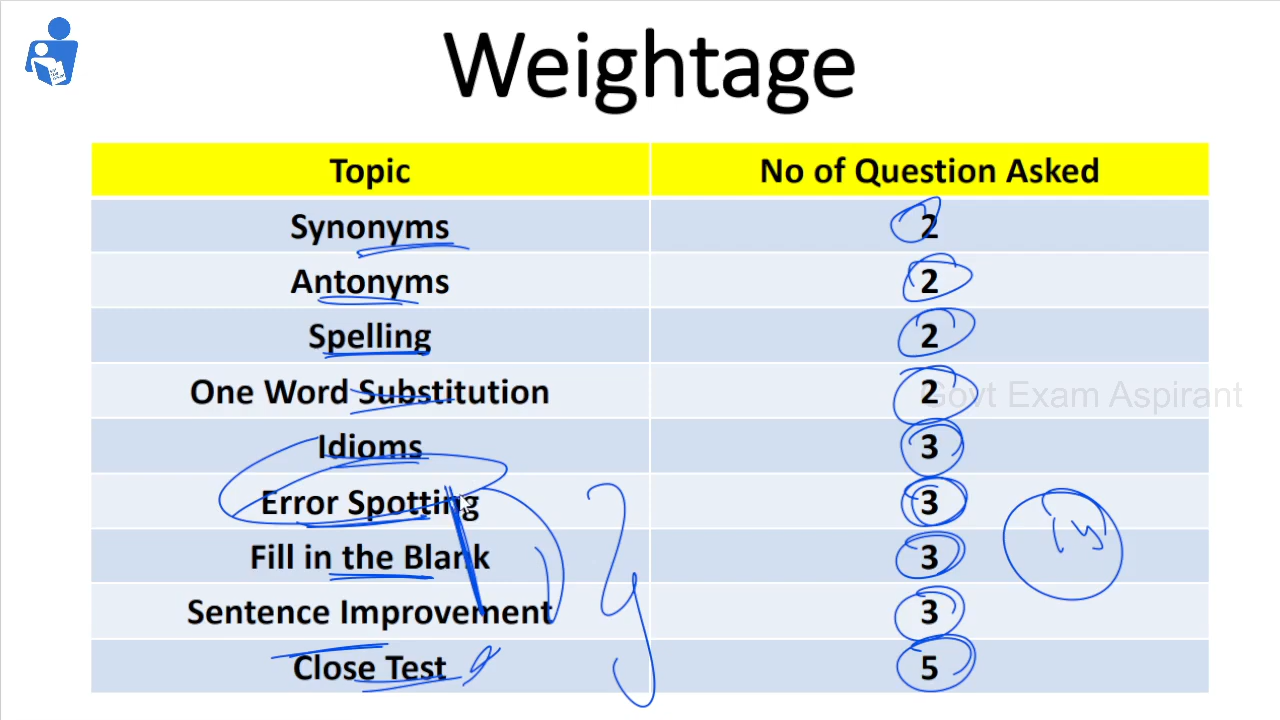 Weightage
Topic No of Question Asked
Synonyms 2
Antonyms 2
Spelling 2
One Word Substitution 2
Govt Exam Aspirant
Idioms 3
Error Spotting 3
Fill in the Blank 3
Sentence Improvement 3
Close Test 5